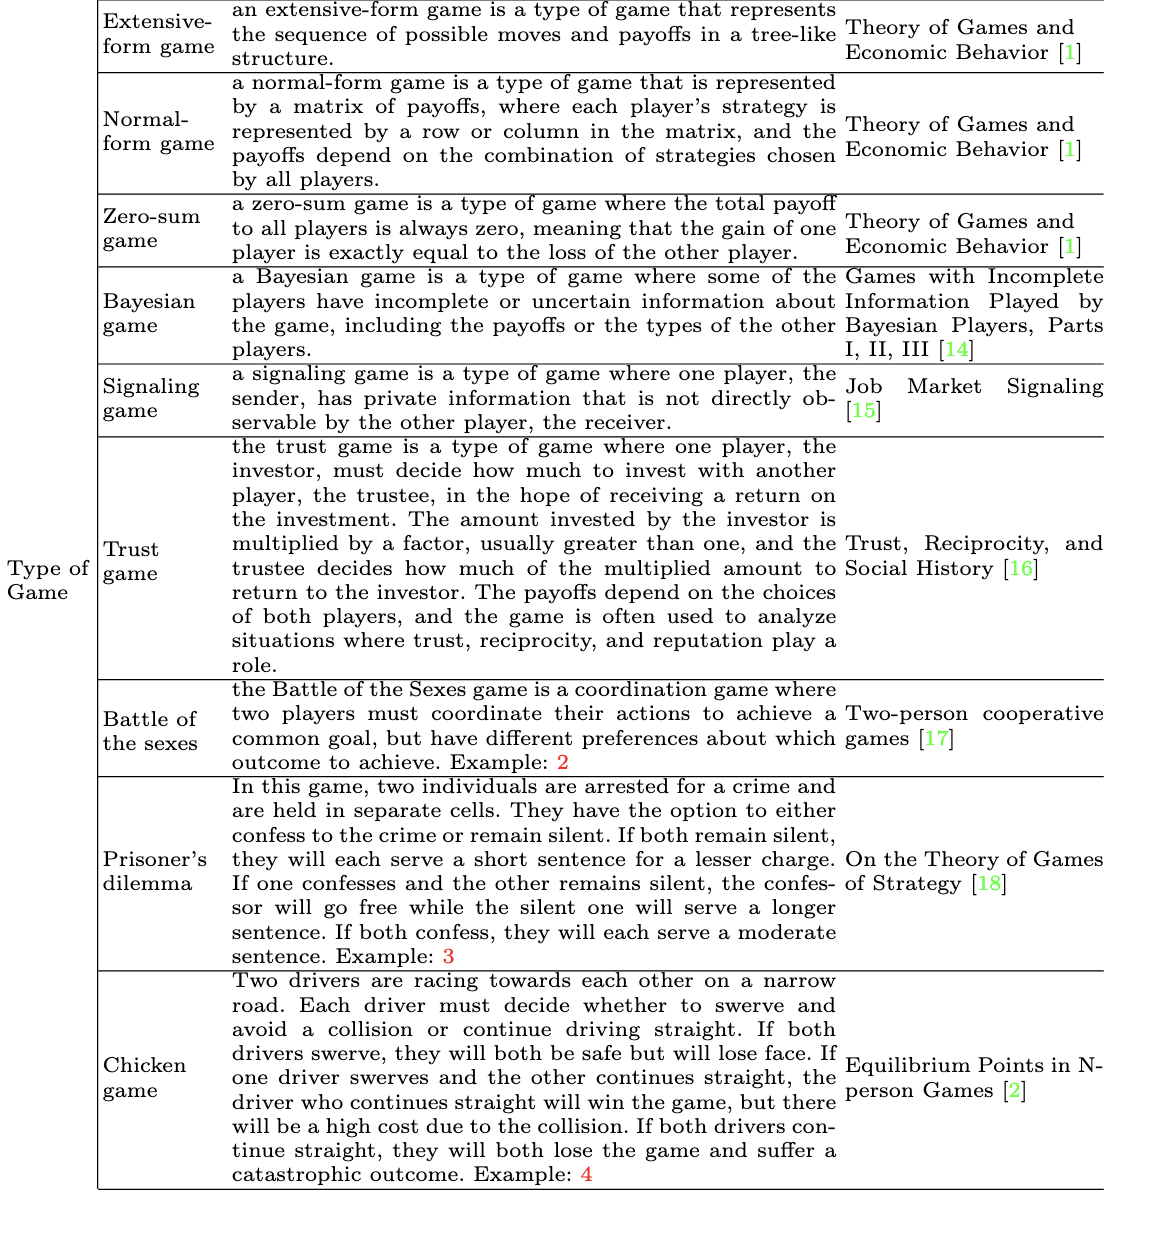 Type of
Game
Extensive-
form game
an extensive-form game is a type of game that represents
the sequence of possible moves and payoffs in a tree-like
structure.
Theory of Games and
Economic Behavior [1]
Normal-
form game
a normal-form game is a type of game that is represented
by a matrix of payoffs, where each player's strategy is
represented by a row or column in the matrix, and the
payoffs depend on the combination of strategies chosen
by all players.
Theory of Games and
Economic Behavior [1]
Zero-sum
game
a zero-sum game is a type of game where the total payoff
to all players is always zero, meaning that the gain of one
player is exactly equal to the loss of the other player.
Theory of Games and
Economic Behavior [1]
Bayesian
game
a Bayesian game is a type of game where some of the
players have incomplete or uncertain information about
the game, including the payoffs or the types of the other
players.
Games with Incomplete
Information Played by
Bayesian Players, Parts
I, II, III [14]
Signaling
game
a signaling game is a type of game where one player, the
sender, has private information that is not directly ob-
servable by the other player, the receiver.
Job Market Signaling
[15]
Trust
game
the trust game is a type of game where one player, the
investor, must decide how much to invest with another
player, the trustee, in the hope of receiving a return on
the investment. The amount invested by the investor is
multiplied by a factor, usually greater than one, and the
trustee decides how much of the multiplied amount to
return to the investor. The payoffs depend on the choices
of both players, and the game is often used to analyze
situations where trust, reciprocity, and reputation play a
role.
Trust, Reciprocity, and
Social History [16]
Battle of
the sexes
the Battle of the Sexes game is a coordination game where
two players must coordinate their actions to achieve a
common goal, but have different preferences about which
outcome to achieve. Example: 2
Two-person cooperative
games [17]
Prisoner's
dilemma
In this game, two individuals are arrested for a crime and
are held in separate cells. They have the option to either
confess to the crime or remain silent. If both remain silent,
they will each serve a short sentence for a lesser charge.
If one confesses and the other remains silent, the confes-
sor will go free while the silent one will serve a longer
sentence. If both confess, they will each serve a moderate
sentence. Example: 3
On the Theory of Games
of Strategy [18]
Chicken
game
Two drivers are racing towards each other on a narrow
road. Each driver must decide whether to swerve and
avoid a collision or continue driving straight. If both
drivers swerve, they will both be safe but will lose face. If
one driver swerves and the other continues straight, the
driver who continues straight will win the game, but there
will be a high cost due to the collision. If both drivers con-
tinue straight, they will both lose the game and suffer a
catastrophic outcome. Example: 4
Equilibrium Points in N-
person Games [2]